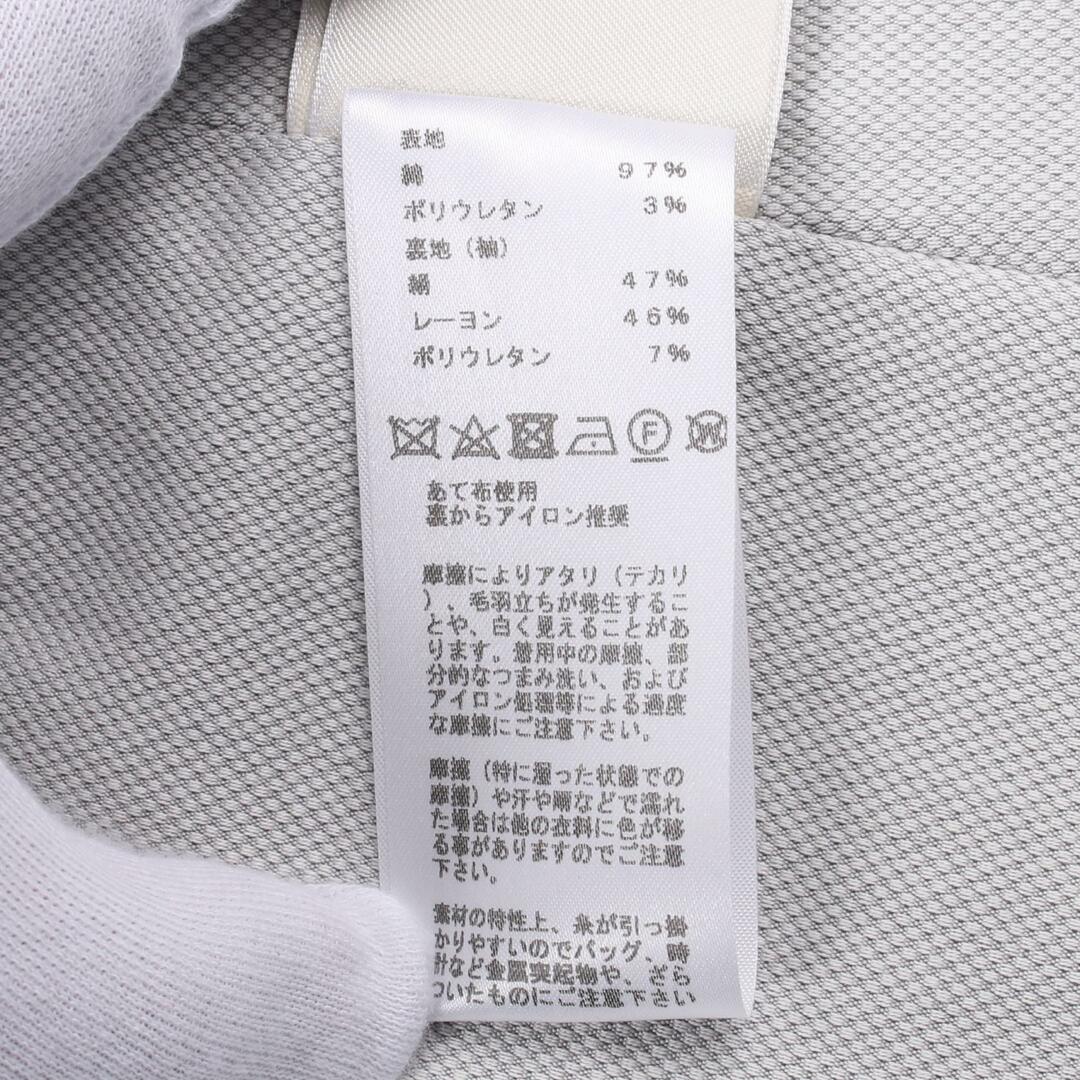 表地
綿 97%
ポリウレタン 3%
裏地(袖)
絹 47%
レーヨン 46%
ポリウレタン 7%
F W
あて布使用
裏からアイロン推奨
摩擦によりアタリ(テカリ
)、毛羽立ちが発生するこ
とや、白く見えることがあ
ります。着用中の摩擦、部
分的なつまみ洗い、および
アイロン処理等による過度
な摩擦にご注意下さい。
摩擦(特に湿った状態での
摩擦)や汗や雨などで濡れ
た場合は他の衣料に色が移
る事がありますのでご注意
下さい。
素材の特性上、糸が引っ掛
かりやすいのでバッグ、時
計など金属突起物や、ざら
ついたものにご注意下さい